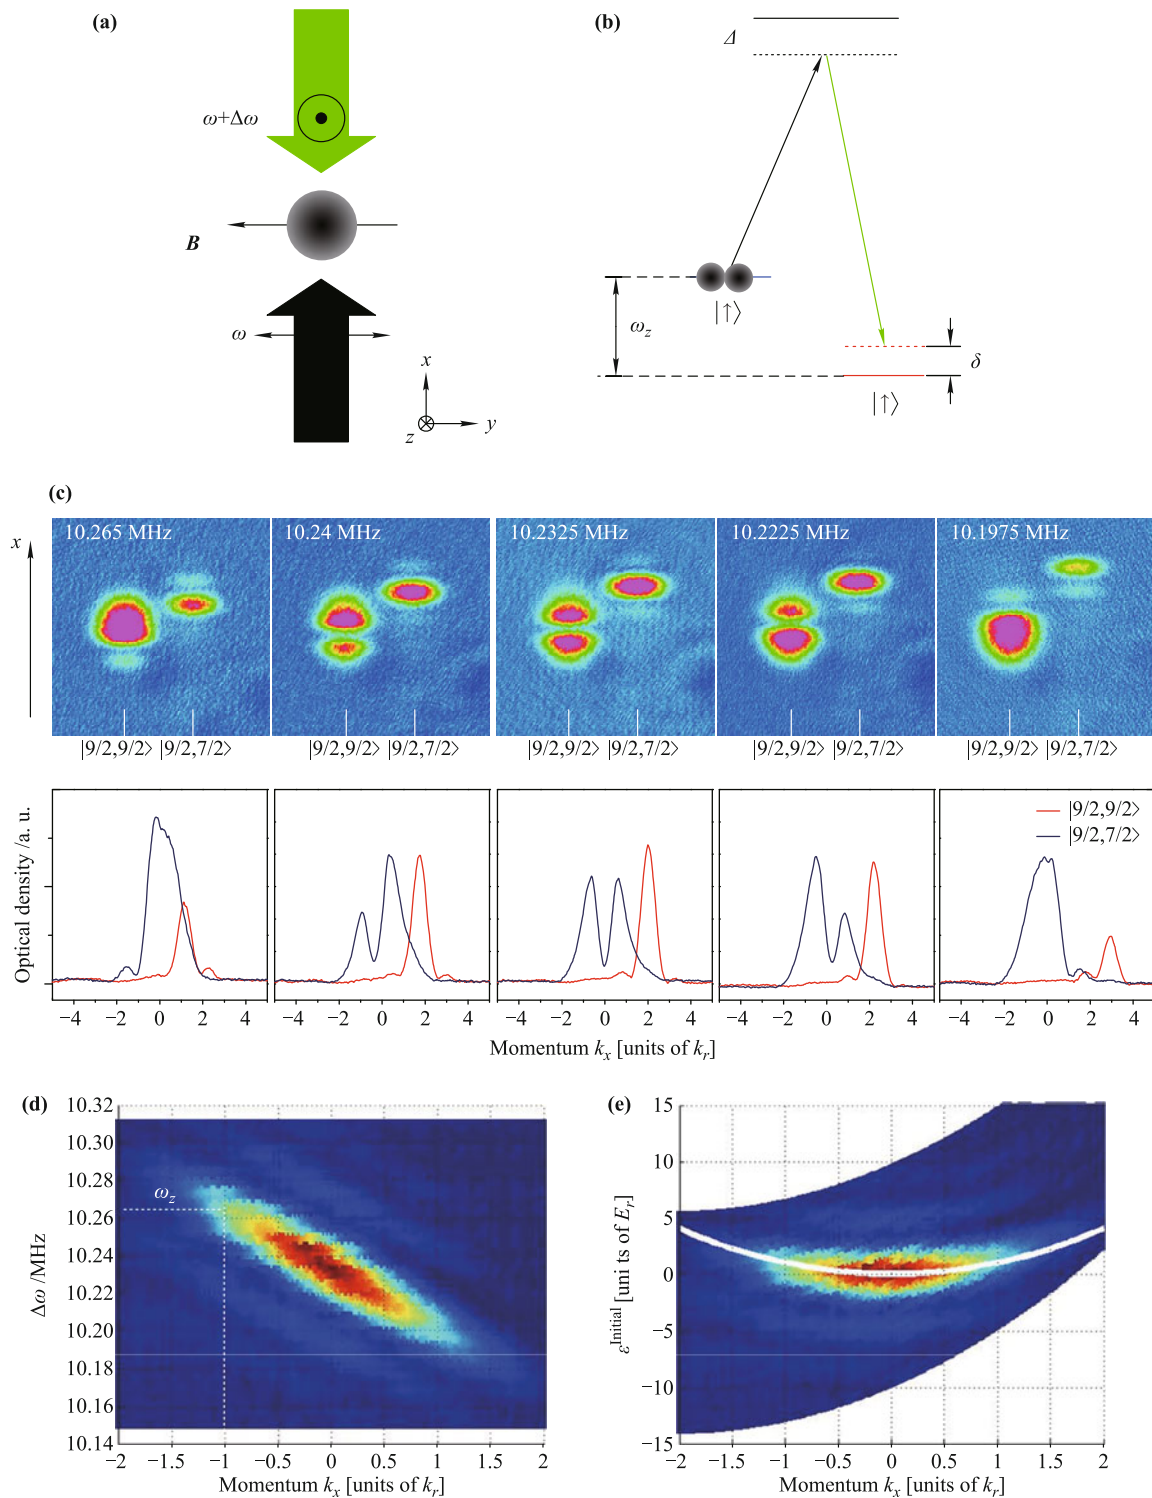 (a)
ω+Δω
B
ω
x
y
z
(b)
Δ
|↑⟩
ω_z
δ
|↑⟩
(c)
x
10.265 MHz
10.24 MHz
10.2325 MHz
10.2225 MHz
10.1975 MHz
|9/2,9/2⟩ |9/2,7/2⟩
|9/2,9/2⟩ |9/2,7/2⟩
|9/2,9/2⟩ |9/2,7/2⟩
|9/2,9/2⟩ |9/2,7/2⟩
|9/2,9/2⟩ |9/2,7/2⟩
Optical density /a. u.
|9/2,9/2⟩
|9/2,7/2⟩
−4 −2 0 2 4
−4 −2 0 2 4
−4 −2 0 2 4
−4 −2 0 2 4
−4 −2 0 2 4
Momentum k_x [units of k_r]
(d)
Δω /MHz
10.32
10.30
10.28
10.26
10.24
10.22
10.20
10.18
10.16
10.14
ω_z
−2 −1.5 −1 −0.5 0 0.5 1 1.5 2
Momentum k_x [units of k_r]
(e)
ε^Initial [uni ts of E_r]
15
10
5
0
−5
−10
−15
−2 −1.5 −1 −0.5 0 0.5 1 1.5 2
Momentum k_x [units of k_r]